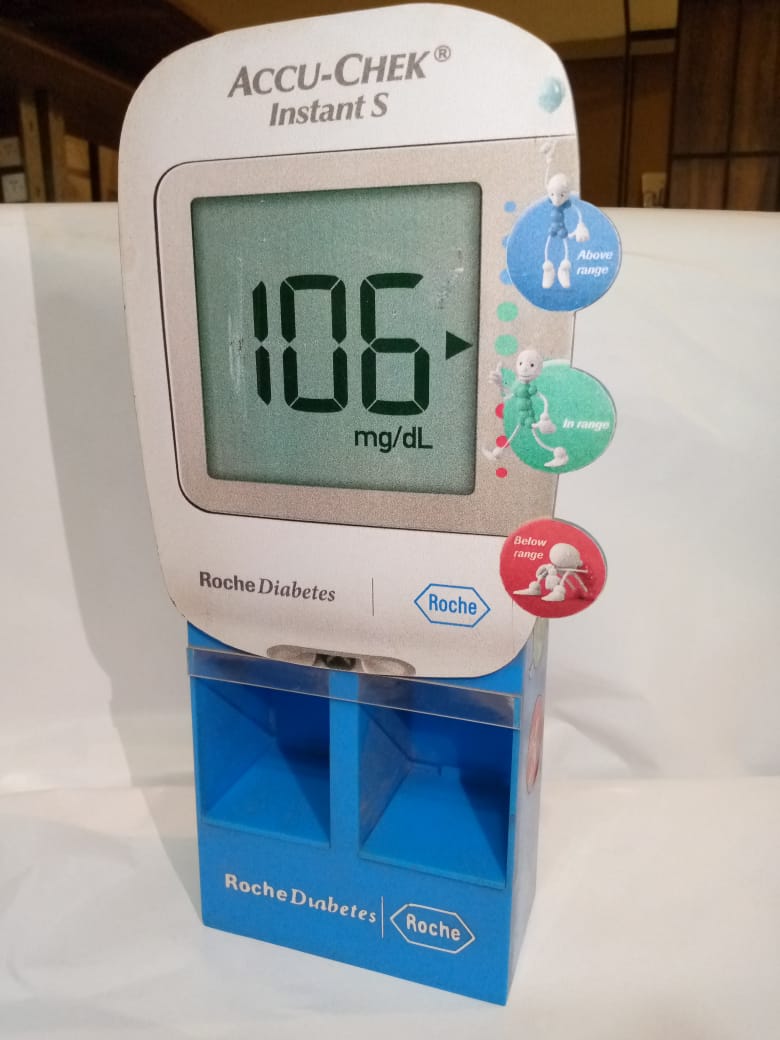 ACCU-CHEK®
Instant S
106
mg/dL
Above
range
In range
Below
range
Roche Diabetes
Roche
Roche Diabetes
Roche